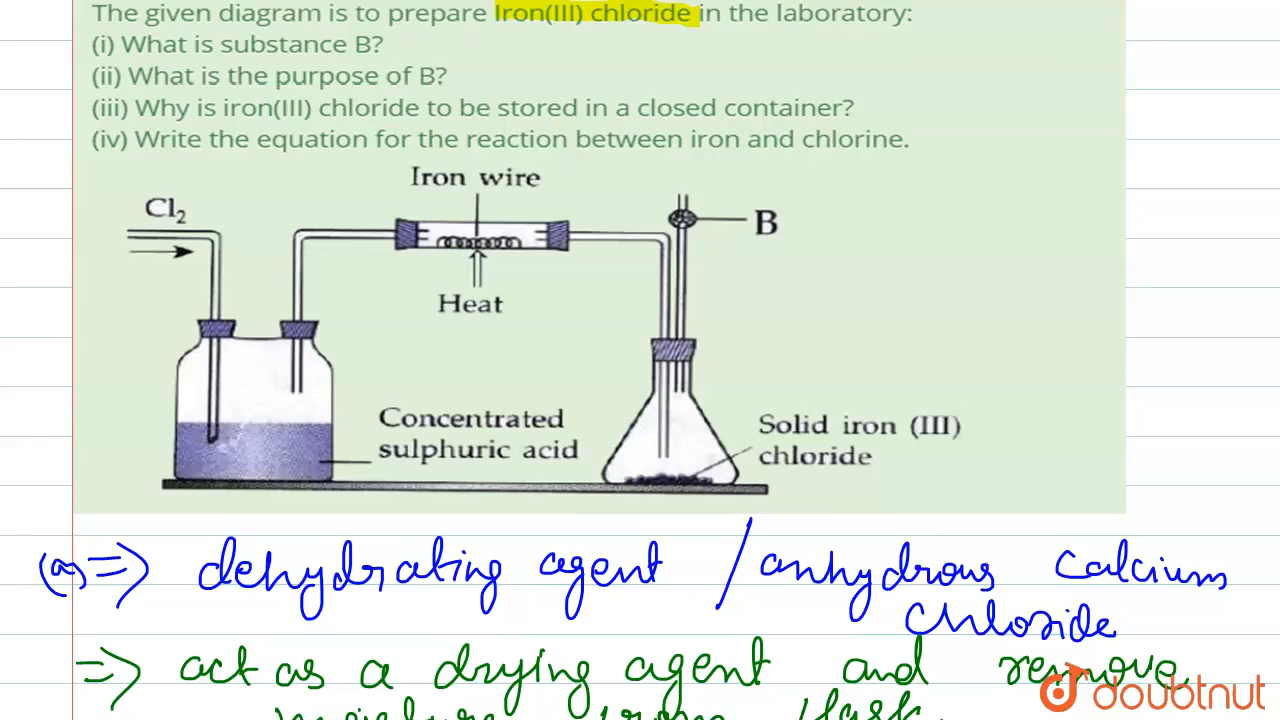 The given diagram is to prepare Iron(III) chloride in the laboratory:
(i) What is substance B?
(ii) What is the purpose of B?
(iii) Why is iron(III) chloride to be stored in a closed container?
(iv) Write the equation for the reaction between iron and chlorine.
Iron wire
Cl₂
B
Heat
Concentrated
sulphuric acid
Solid iron (III)
chloride
(a) => dehydrating agent / anhydrous calcium
chloride
=> act as a drying agent and remove
moisture from flask.
doubtnut